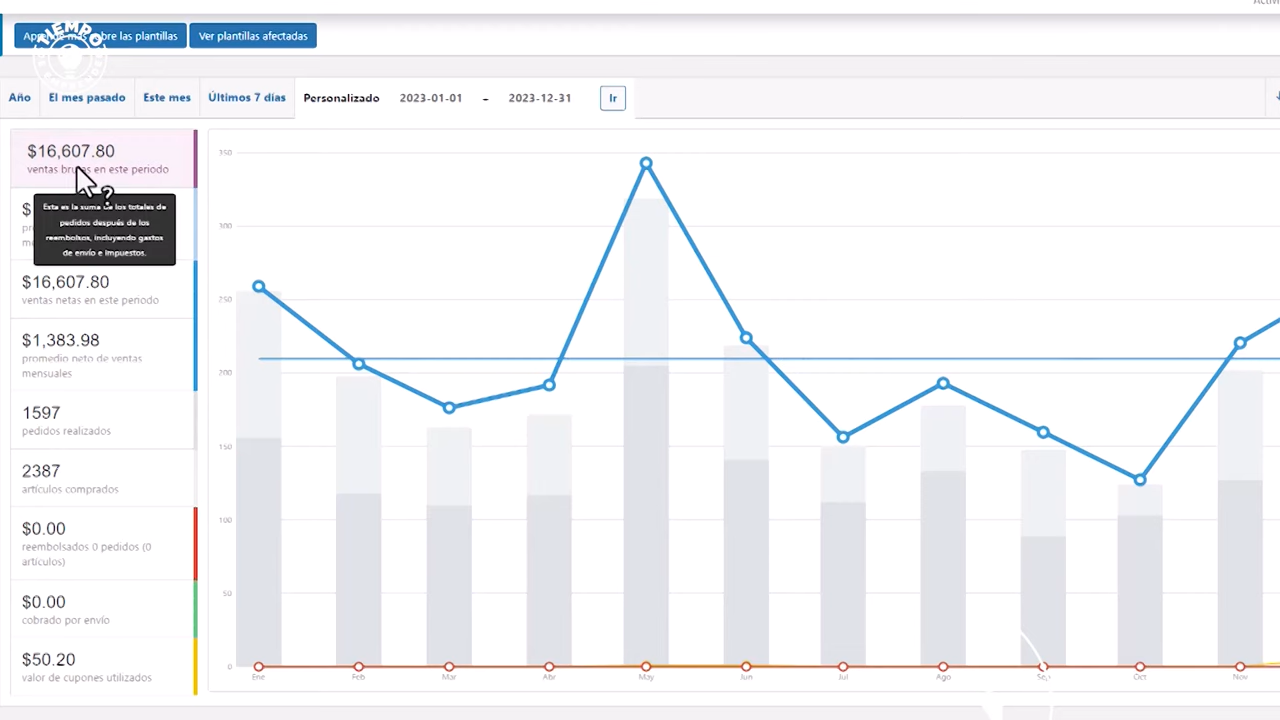 Activi
TIEMPO
Aprende más sobre las plantillas
Ver plantillas afectadas
Año
El mes pasado
Este mes
Últimos 7 días
Personalizado
2023-01-01
–
2023-12-31
Ir
$16,607.80
ventas brutas en este periodo
Esta es la suma de los totales de
pedidos después de los
reembolsos, incluyendo gastos
de envío e impuestos.
$
$16,607.80
ventas netas en este periodo
$1,383.98
promedio neto de ventas
mensuales
1597
pedidos realizados
2387
artículos comprados
$0.00
reembolsados 0 pedidos (0
artículos)
$0.00
cobrado por envío
$50.20
valor de cupones utilizados
350
300
250
200
150
100
50
0
Ene
Feb
Mar
Abr
May
Jun
Jul
Ago
Sep
Oct
Nov